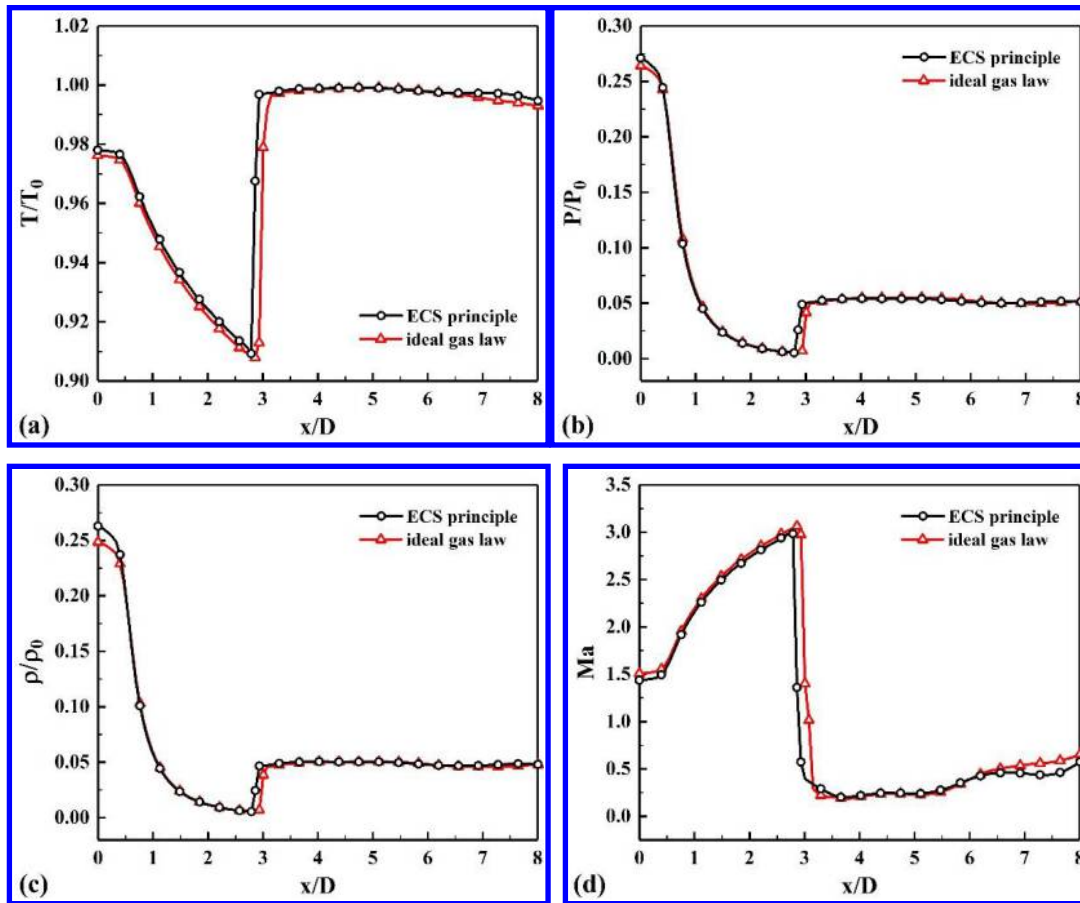 1.02
1.00
0.98
0.96
0.94
0.92
0.90
T/T0
ECS principle
ideal gas law
0 1 2 3 4 5 6 7 8
x/D
(a)
0.30
0.25
0.20
0.15
0.10
0.05
0.00
P/P0
ECS principle
ideal gas law
0 1 2 3 4 5 6 7 8
x/D
(b)
0.30
0.25
0.20
0.15
0.10
0.05
0.00
ρ/ρ0
ECS principle
ideal gas law
0 1 2 3 4 5 6 7 8
x/D
(c)
3.5
3.0
2.5
2.0
1.5
1.0
0.5
0.0
Ma
ECS principle
ideal gas law
0 1 2 3 4 5 6 7 8
x/D
(d)